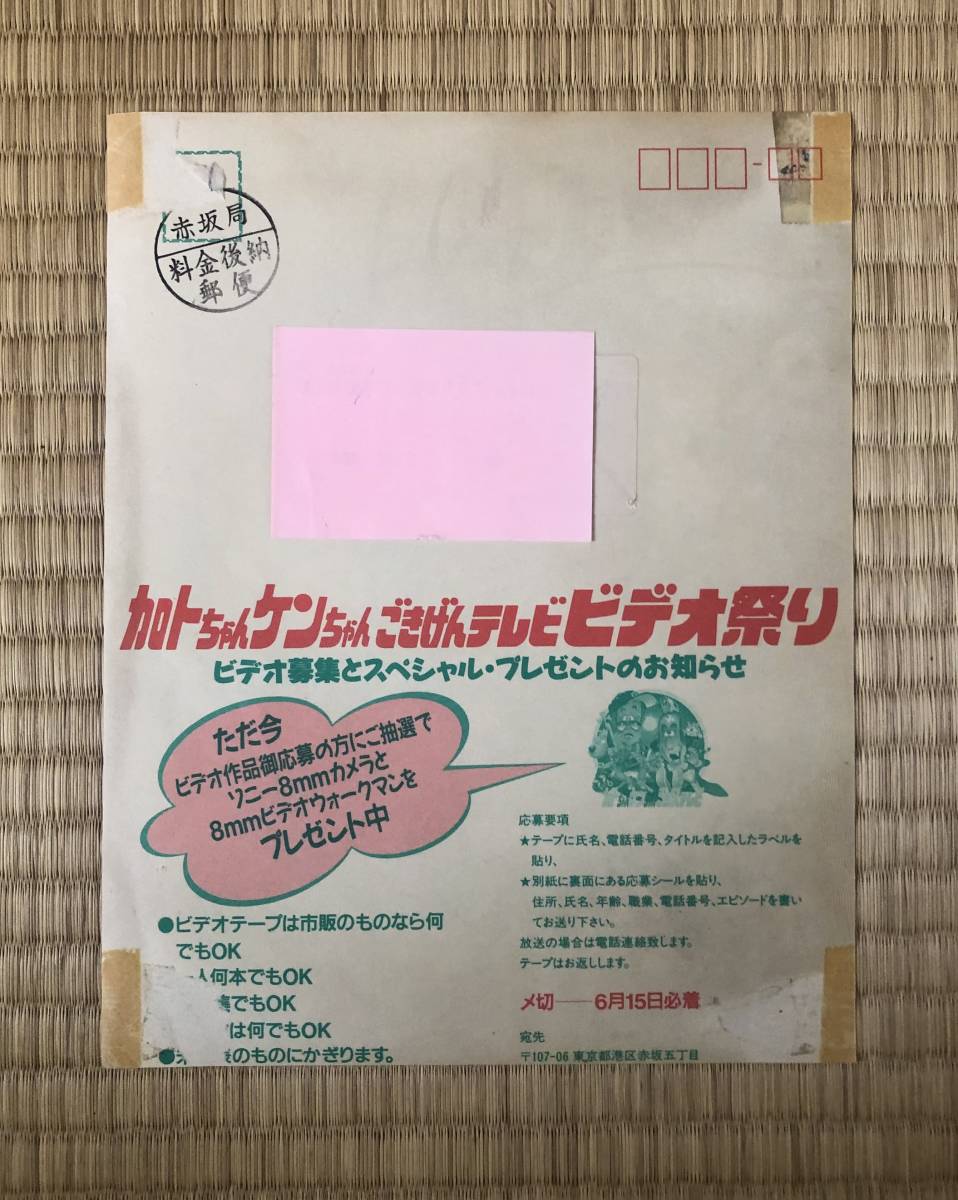 赤坂局
料金後納
郵便
加トちゃんケンちゃんごきげんテレビビデオ祭り
ビデオ募集とスペシャル・プレゼントのお知らせ
ただ今
ビデオ作品御応募の方にご抽選で
ソニー8mmカメラと
8mmビデオウォークマンを
プレゼント中
●ビデオテープは市販のものなら何
でもOK
人何本でもOK
でもOK
は何でもOK
のものにかぎります。
応募要項
★テープに氏名、電話番号、タイトルを記入したラベルを
貼り、
★別紙に裏面にある応募シールを貼り、
住所、氏名、年齢、職業、電話番号、エピソードを書い
てお送り下さい。
放送の場合は電話連絡致します。
テープはお返しします。
〆切——6月15日必着
宛先
〒107-06 東京都港区赤坂五丁目